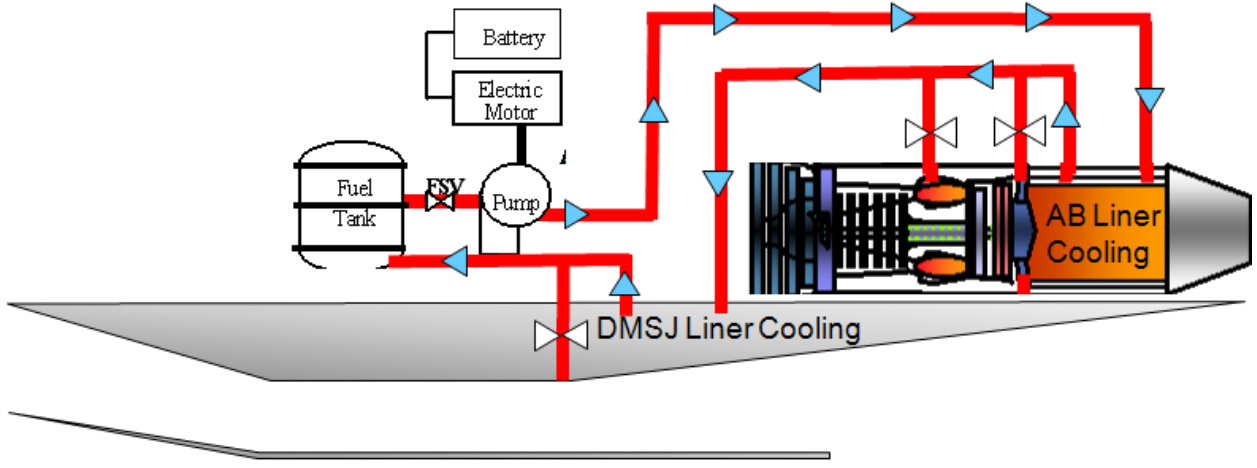 Battery
Electric
Motor
Fuel
Tank
FSV
Pump
AB Liner
Cooling
DMSJ Liner Cooling